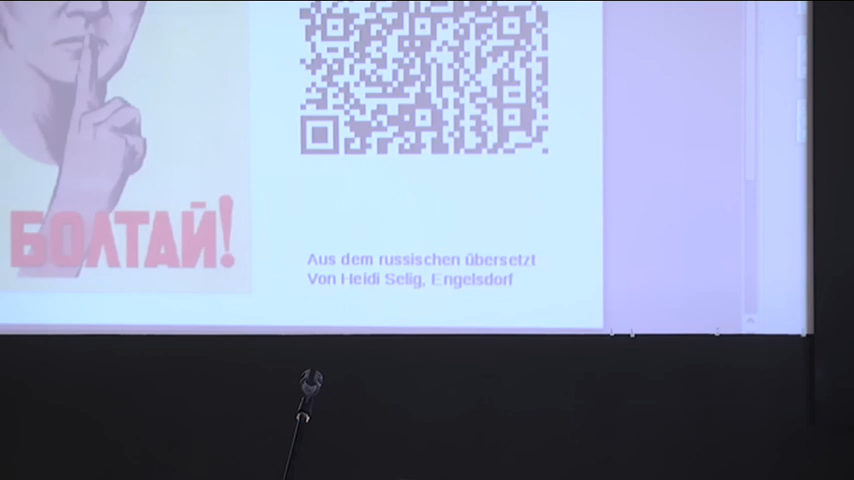 БОЛТАЙ!
Aus dem russischen übersetzt
Von Heidi Selig, Engelsdorf